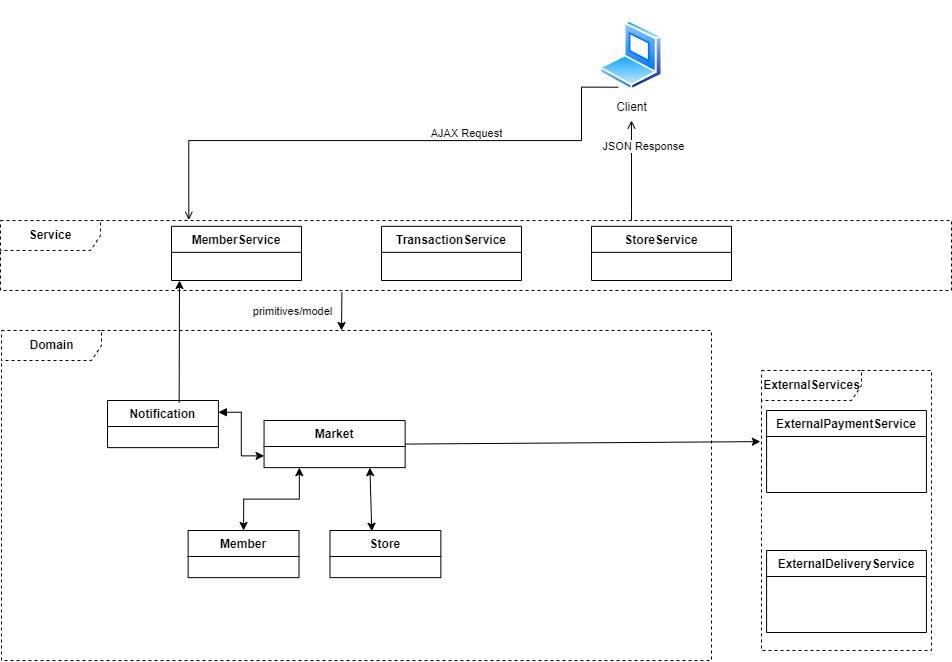 Client
AJAX Request
JSON Response
Service
MemberService
TransactionService
StoreService
primitives/model
Domain
ExternalServices
Notification
Market
ExternalPaymentService
Member
Store
ExternalDeliveryService